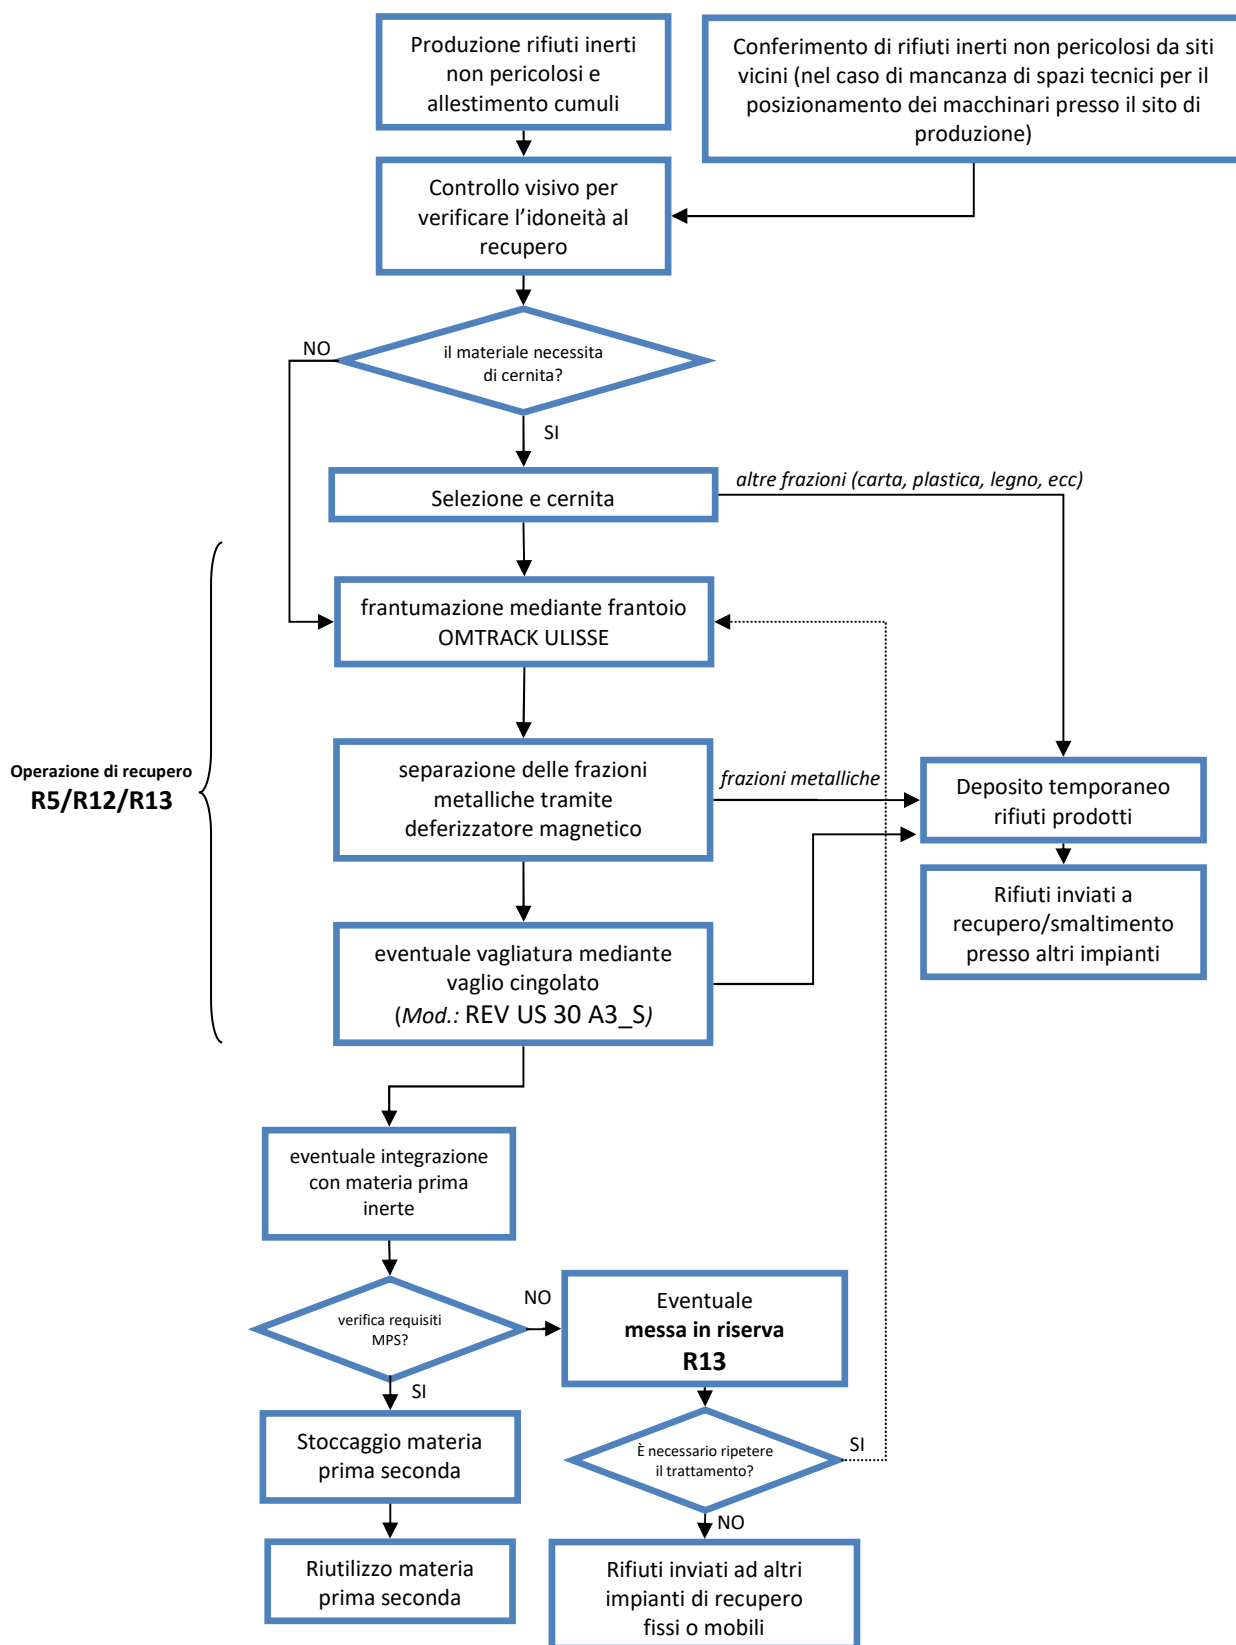 Produzione rifiuti inerti
non pericolosi e
allestimento cumuli
Conferimento di rifiuti inerti non pericolosi da siti
vicini (nel caso di mancanza di spazi tecnici per il
posizionamento dei macchinari presso il sito di
produzione)
Controllo visivo per
verificare l’idoneità al
recupero
NO
il materiale necessita
di cernita?
SI
Selezione e cernita
altre frazioni (carta, plastica, legno, ecc)
frantumazione mediante frantoio
OMTRACK ULISSE
Operazione di recupero
R5/R12/R13
separazione delle frazioni
metalliche tramite
deferizzatore magnetico
frazioni metalliche
Deposito temporaneo
rifiuti prodotti
Rifiuti inviati a
recupero/smaltimento
presso altri impianti
eventuale vagliatura mediante
vaglio cingolato
(Mod.: REV US 30 A3_S)
eventuale integrazione
con materia prima
inerte
verifica requisiti
MPS?
NO
Eventuale
messa in riserva
R13
SI
Stoccaggio materia
prima seconda
È necessario ripetere
il trattamento?
SI
NO
Riutilizzo materia
prima seconda
Rifiuti inviati ad altri
impianti di recupero
fissi o mobili